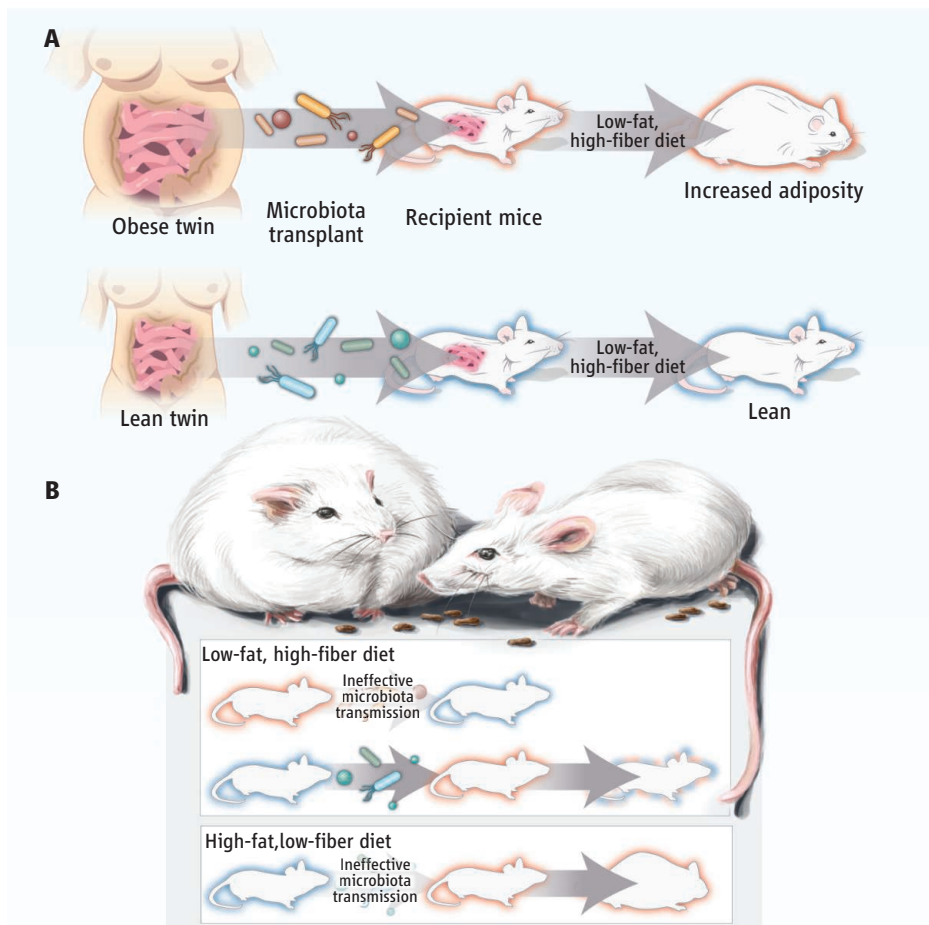 A
Low-fat,
high-fiber diet
Increased adiposity
Obese twin
Microbiota
transplant
Recipient mice
Low-fat,
high-fiber diet
Lean twin
Lean
B
Low-fat, high-fiber diet
Ineffective
microbiota
transmission
High-fat,low-fiber diet
Ineffective
microbiota
transmission